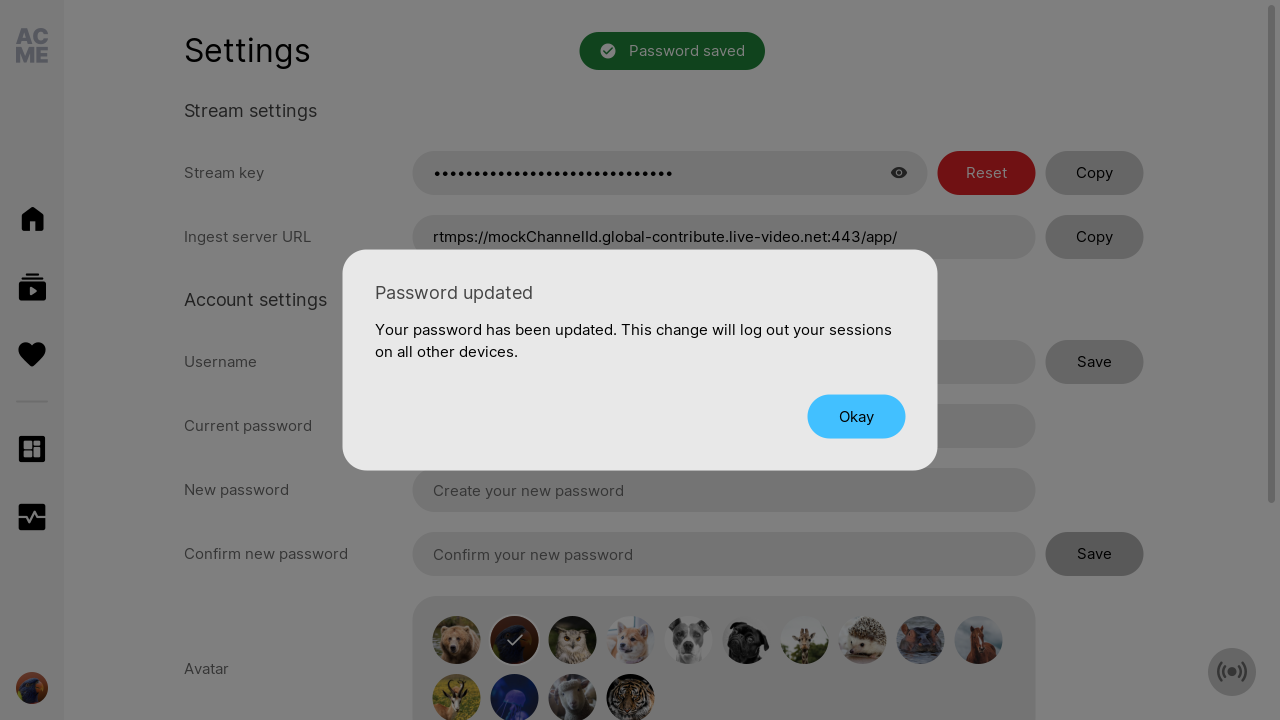 AC
ME
Settings
Password saved
Stream settings
Stream key
••••••••••••••••••••••••••••••
Reset
Copy
Ingest server URL
rtmps://mockChannelId.global-contribute.live-video.net:443/app/
Copy
Account settings
Password updated
Your password has been updated. This change will log out your sessions
on all other devices.
Okay
Username
Save
Current password
New password
Create your new password
Confirm new password
Confirm your new password
Save
Avatar